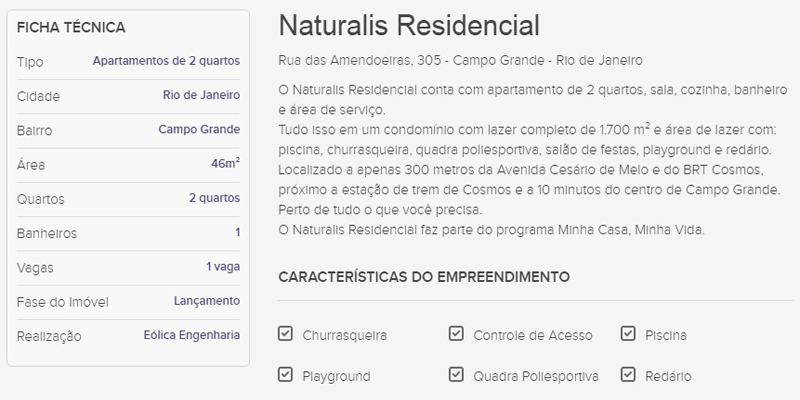 FICHA TÉCNICA
Tipo Apartamentos de 2 quartos
Cidade Rio de Janeiro
Bairro Campo Grande
Área 46m²
Quartos 2 quartos
Banheiros 1
Vagas 1 vaga
Fase do Imóvel Lançamento
Realização Eólica Engenharia
Naturalis Residencial
Rua das Amendoeiras, 305 - Campo Grande - Rio de Janeiro
O Naturalis Residencial conta com apartamento de 2 quartos, sala, cozinha, banheiro
e área de serviço.
Tudo isso em um condomínio com lazer completo de 1.700 m² e área de lazer com:
piscina, churrasqueira, quadra poliesportiva, salão de festas, playground e redário.
Localizado a apenas 300 metros da Avenida Cesário de Melo e do BRT Cosmos,
próximo a estação de trem de Cosmos e a 10 minutos do centro de Campo Grande.
Perto de tudo o que você precisa.
O Naturalis Residencial faz parte do programa Minha Casa, Minha Vida.
CARACTERÍSTICAS DO EMPREENDIMENTO
Churrasqueira Controle de Acesso Piscina
Playground Quadra Poliesportiva Redário